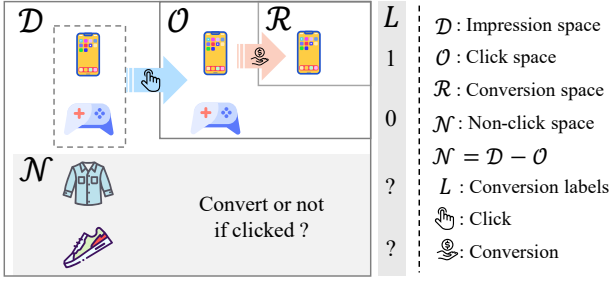 𝒟 𝒪 ℛ L
1
0
𝒩
Convert or not
if clicked ?
?
?
𝒟 : Impression space
𝒪 : Click space
ℛ : Conversion space
𝒩 : Non-click space
𝒩 = 𝒟 − 𝒪
L : Conversion labels
: Click
: Conversion